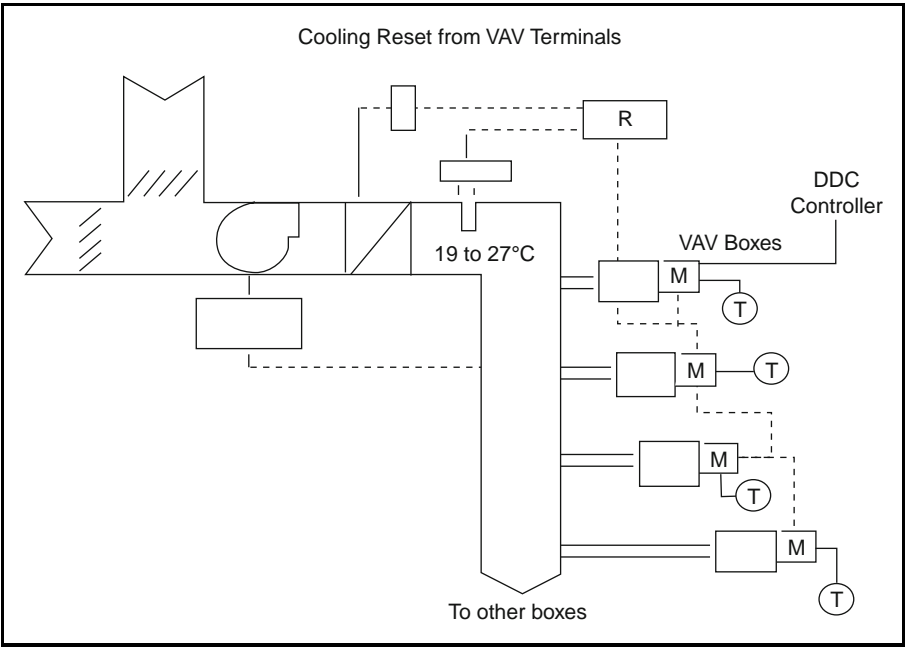 Cooling Reset from VAV Terminals
R
DDC
Controller
VAV Boxes
19 to 27°C
M
T
M
T
M
T
M
T
To other boxes